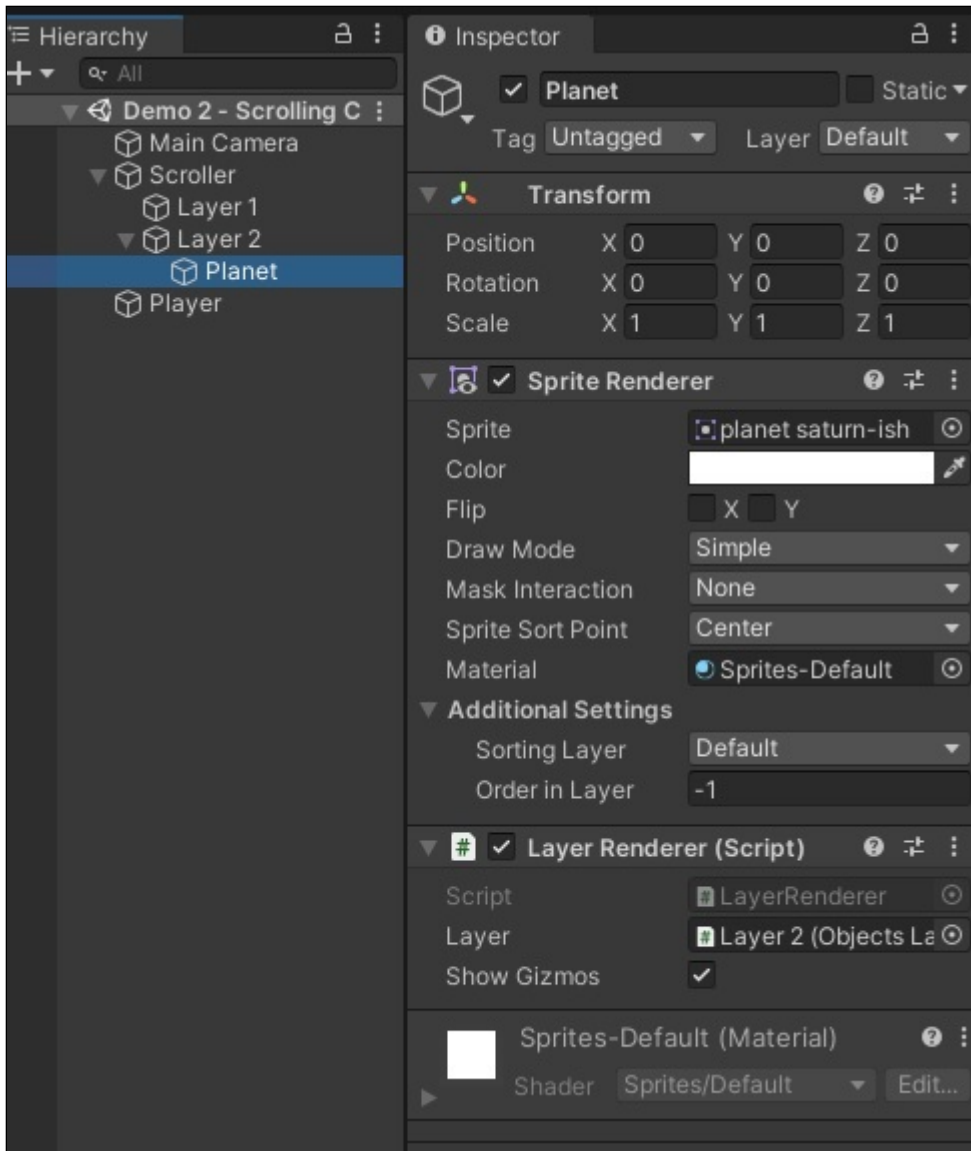 Hierarchy
All
Demo 2 - Scrolling C
Main Camera
Scroller
Layer 1
Layer 2
Planet
Player
Inspector
Planet Static
Tag Untagged Layer Default
Transform
Position X 0 Y 0 Z 0
Rotation X 0 Y 0 Z 0
Scale X 1 Y 1 Z 1
Sprite Renderer
Sprite planet saturn-ish
Color
Flip X Y
Draw Mode Simple
Mask Interaction None
Sprite Sort Point Center
Material Sprites-Default
Additional Settings
Sorting Layer Default
Order in Layer -1
# Layer Renderer (Script)
Script # LayerRenderer
Layer # Layer 2 (Objects La
Show Gizmos
Sprites-Default (Material)
Shader Sprites/Default Edit...